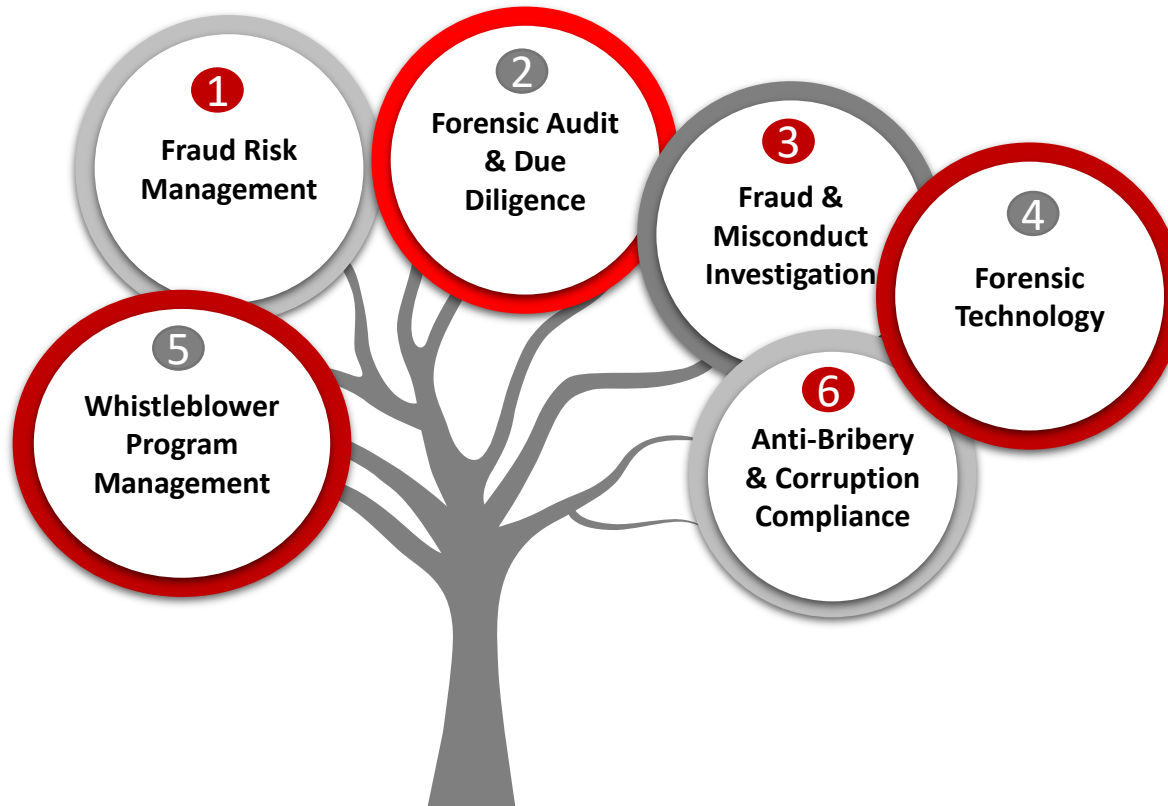 1
Fraud Risk
Management
2
Forensic Audit
& Due
Diligence
3
Fraud &
Misconduct
Investigation
4
Forensic
Technology
5
Whistleblower
Program
Management
6
Anti-Bribery
& Corruption
Compliance